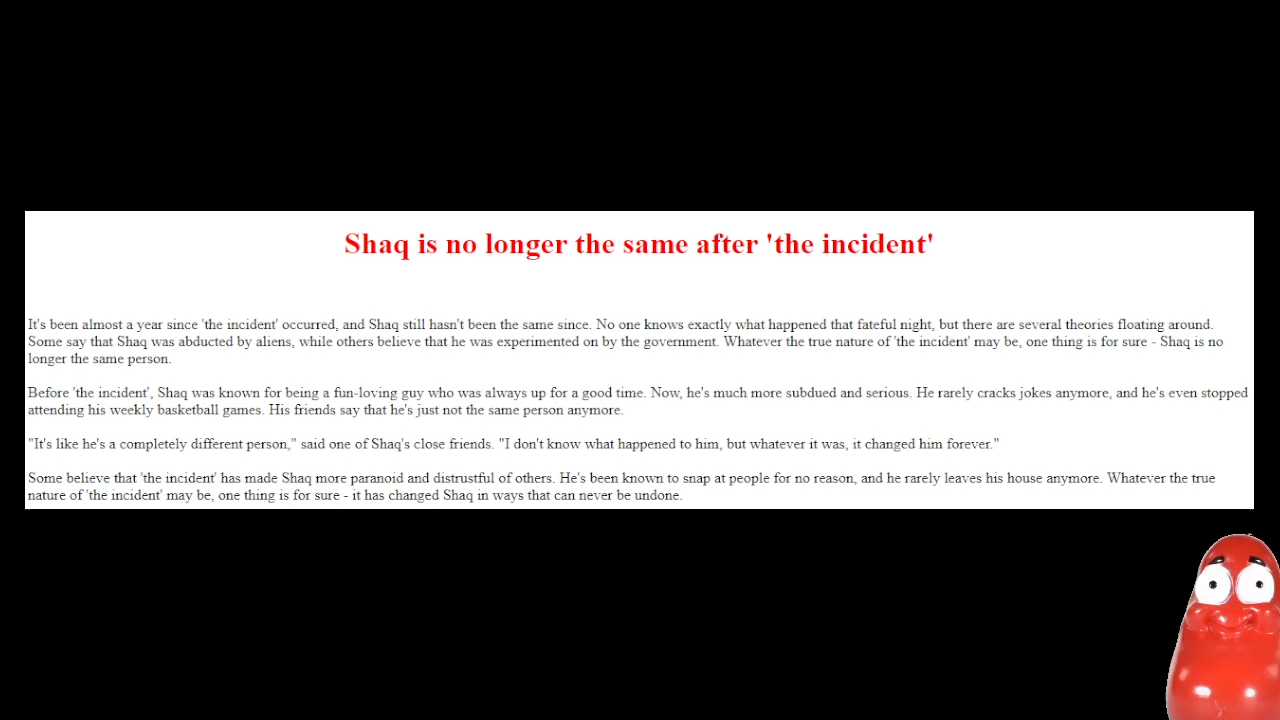 Shaq is no longer the same after 'the incident'
It's been almost a year since 'the incident' occurred, and Shaq still hasn't been the same since. No one knows exactly what happened that fateful night, but there are several theories floating around.
Some say that Shaq was abducted by aliens, while others believe that he was experimented on by the government. Whatever the true nature of 'the incident' may be, one thing is for sure - Shaq is no
longer the same person.
Before 'the incident', Shaq was known for being a fun-loving guy who was always up for a good time. Now, he's much more subdued and serious. He rarely cracks jokes anymore, and he's even stopped
attending his weekly basketball games. His friends say that he's just not the same person anymore.
"It's like he's a completely different person," said one of Shaq's close friends. "I don't know what happened to him, but whatever it was, it changed him forever."
Some believe that 'the incident' has made Shaq more paranoid and distrustful of others. He's been known to snap at people for no reason, and he rarely leaves his house anymore. Whatever the true
nature of 'the incident' may be, one thing is for sure - it has changed Shaq in ways that can never be undone.